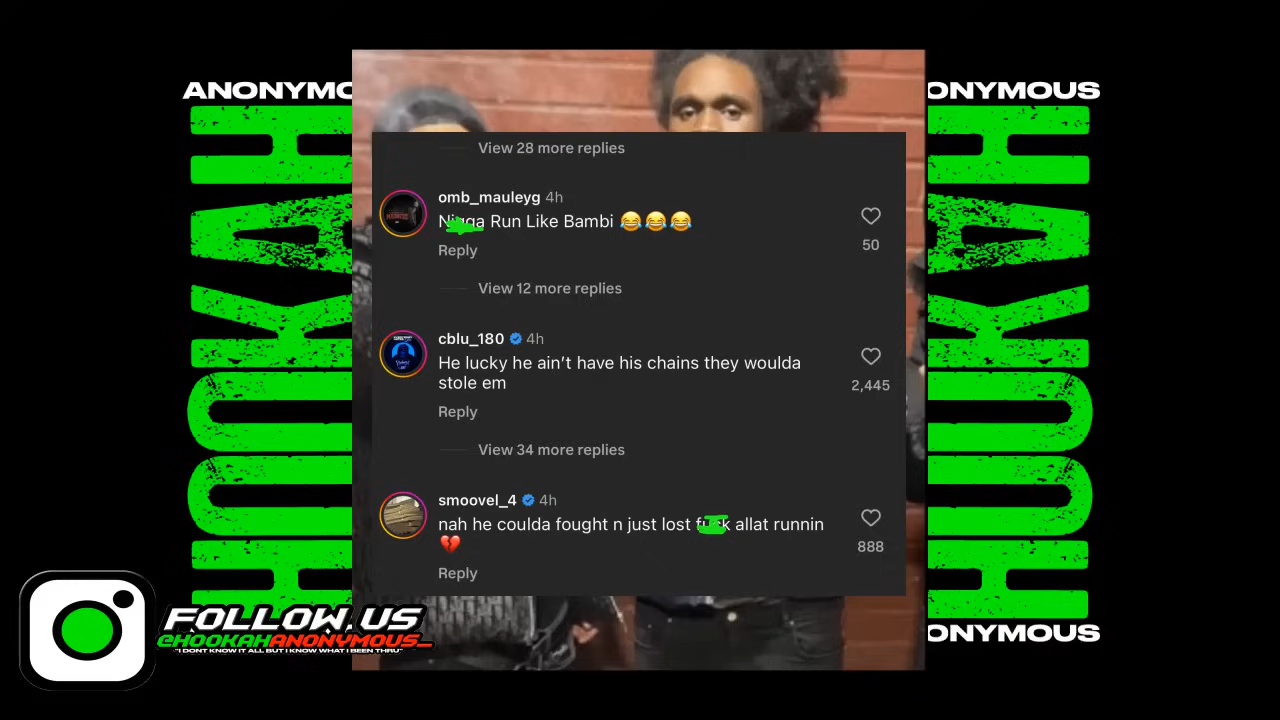 ANONYMO
ONYMOUS
HOOKAH
HOOKAH
View 28 more replies
omb_mauleyg 4h
Nigga Run Like Bambi 😂😂😂
50
Reply
View 12 more replies
cblu_180 4h
He lucky he ain’t have his chains they woulda
stole em
2,445
Reply
View 34 more replies
smoovel_4 4h
nah he coulda fought n just lost fuck allat runnin
💔
888
Reply
FOLLOW US
@HOOKAHANONYMOUS_
"I DONT KNOW IT ALL BUT I KNOW WHAT I BEEN THRU"
ONYMOUS